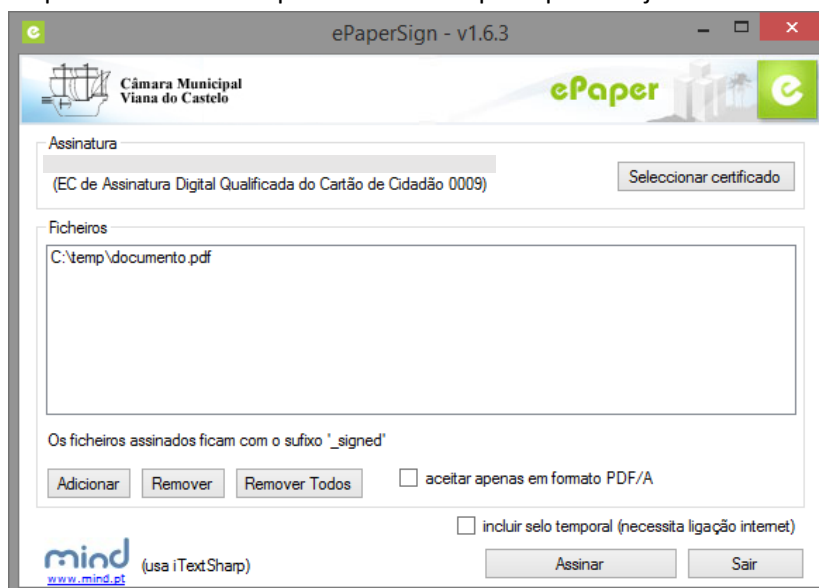 ePaperSign - v1.6.3
Câmara Municipal
Viana do Castelo
ePaper
Assinatura
(EC de Assinatura Digital Qualificada do Cartão de Cidadão 0009)
Seleccionar certificado
Ficheiros
C:\temp\documento.pdf
Os ficheiros assinados ficam com o sufixo '_signed'
Adicionar
Remover
Remover Todos
aceitar apenas em formato PDF/A
incluir selo temporal (necessita ligação internet)
mind
www.mind.pt
(usa iTextSharp)
Assinar
Sair